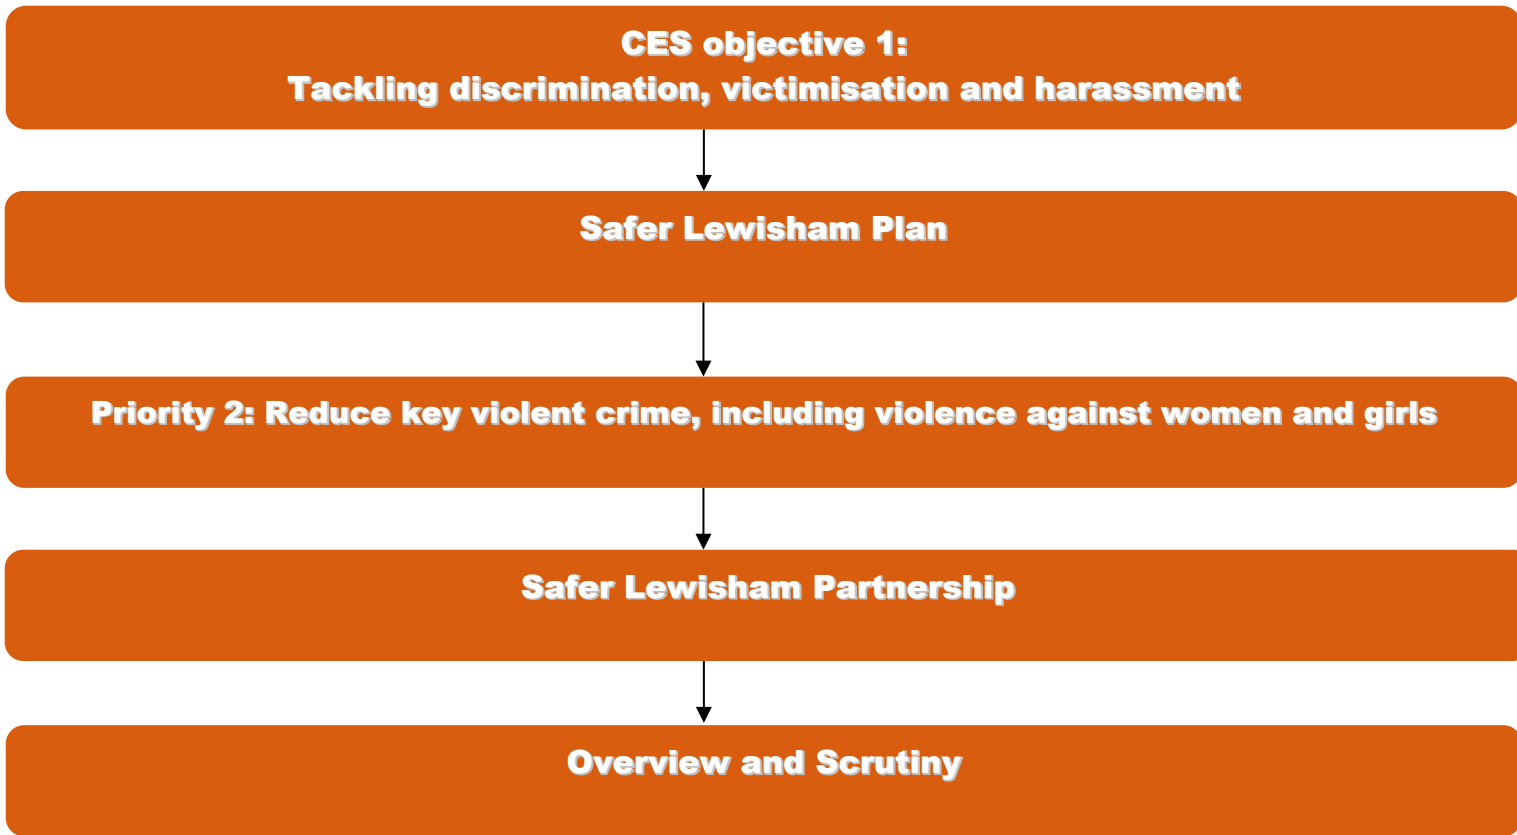 CES objective 1:
Tackling discrimination, victimisation and harassment
Safer Lewisham Plan
Priority 2: Reduce key violent crime, including violence against women and girls
Safer Lewisham Partnership
Overview and Scrutiny